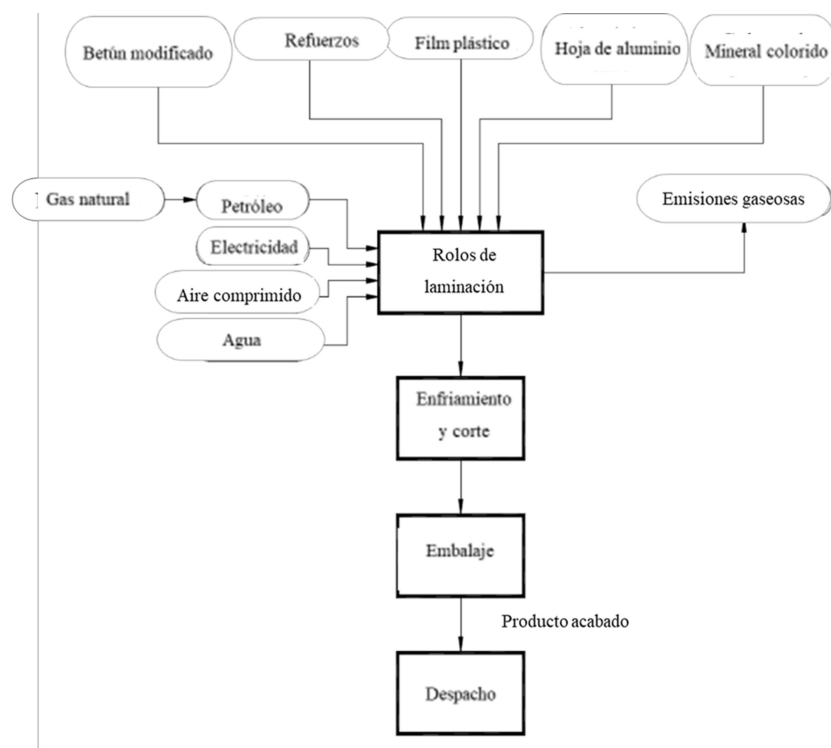 Betún modificado
Refuerzos
Film plástico
Hoja de aluminio
Mineral colorido
Gas natural
Petróleo
Emisiones gaseosas
Electricidad
Rolos de
laminación
Aire comprimido
Agua
Enfriamiento
y corte
Embalaje
Producto acabado
Despacho